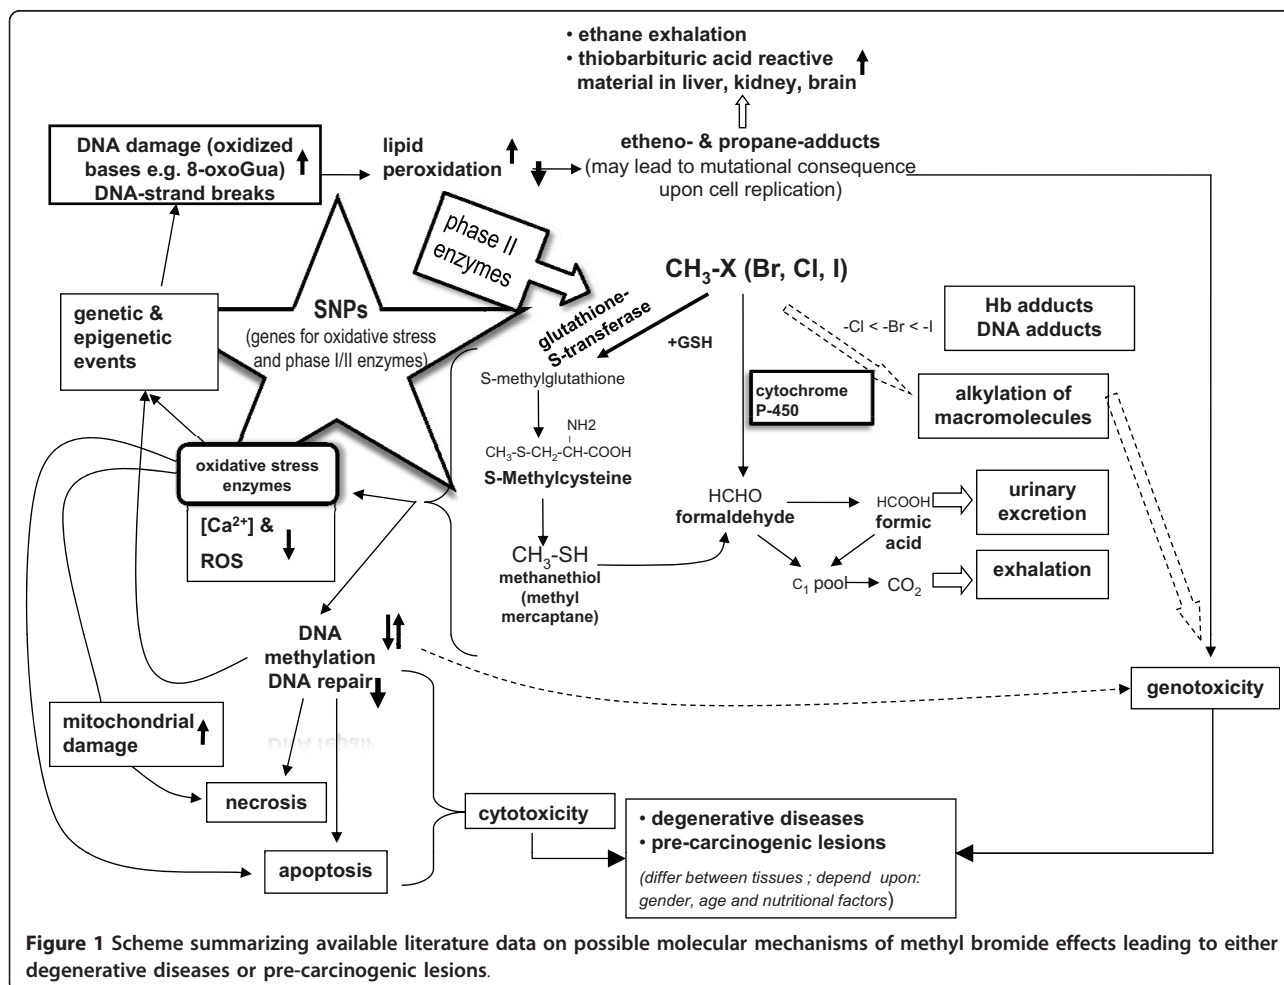 • ethane exhalation
• thiobarbituric acid reactive
material in liver, kidney, brain
DNA damage (oxidized
bases e.g. 8-oxoGua)
DNA-strand breaks
lipid
peroxidation
etheno- & propane-adducts
(may lead to mutational consequence
upon cell replication)
phase II
enzymes
CH₃-X (Br, Cl, I)
genetic &
epigenetic
events
SNPs
(genes for oxidative stress
and phase I/II enzymes)
glutathione-
S-transferase
+GSH
-Cl < -Br < -I
Hb adducts
DNA adducts
S-methylglutathione
cytochrome
P-450
alkylation of
macromolecules
NH2
CH₃-S-CH₂-CH-COOH
S-Methylcysteine
oxidative stress
enzymes
[Ca²⁺] &
ROS
HCHO
formaldehyde
HCOOH
formic
acid
urinary
excretion
CH₃-SH
methanethiol
(methyl
mercaptane)
C₁ pool
CO₂
exhalation
DNA
methylation
DNA repair
DNA repair
genotoxicity
mitochondrial
damage
necrosis
apoptosis
cytotoxicity
• degenerative diseases
• pre-carcinogenic lesions
(differ between tissues ; depend upon:
gender, age and nutritional factors)
Figure 1 Scheme summarizing available literature data on possible molecular mechanisms of methyl bromide effects leading to either
degenerative diseases or pre-carcinogenic lesions.